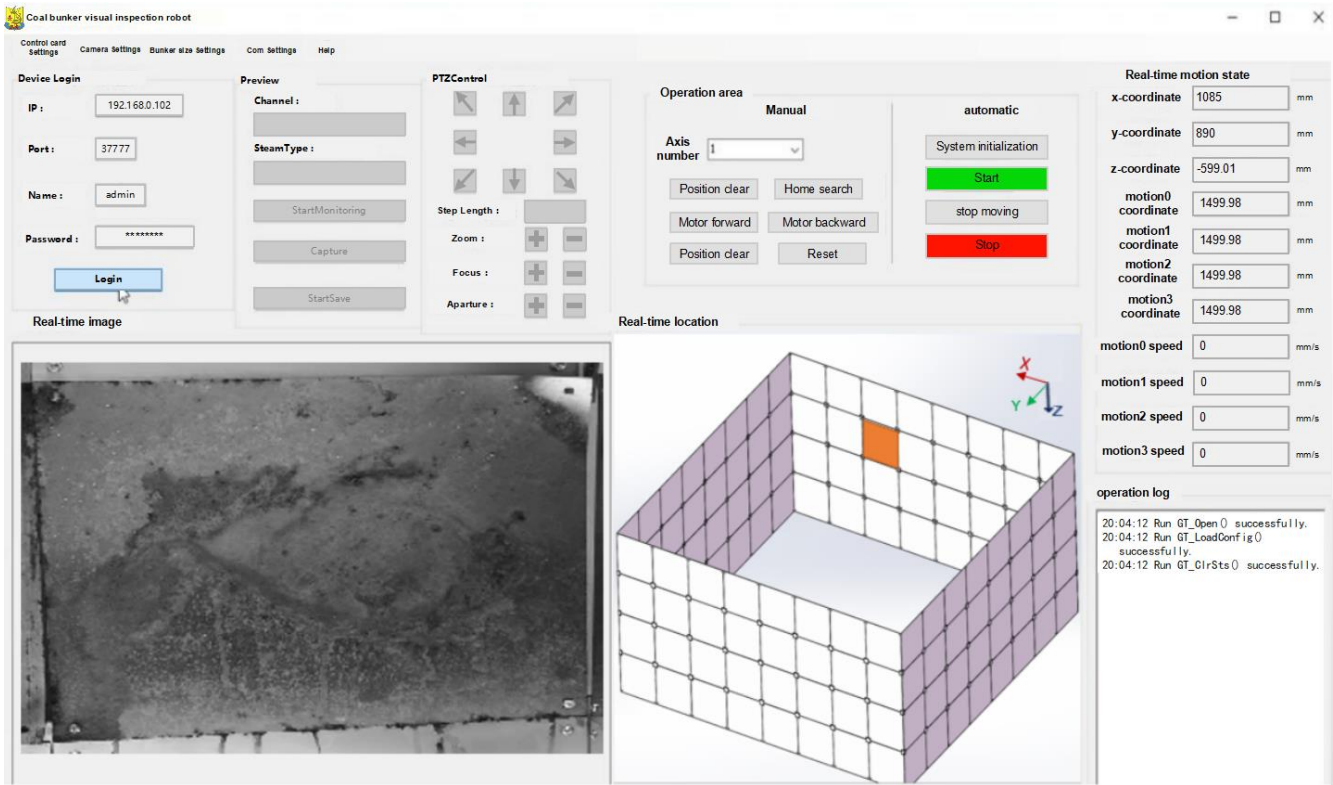 Coal bunker visual inspection robot
Control card
Settings
Camera Settings
Bunker size Settings
Com Settings
Help
Device Login
IP :
192.168.0.102
Port :
37777
Name :
admin
Password :
********
Login
Preview
Channel :
SteamType :
StartMonitoring
Capture
StartSave
PTZControl
Step Length :
Zoom :
Focus :
Aparture :
Operation area
Manual
automatic
Axis
number
1
System initialization
Position clear
Home search
Start
Motor forward
Motor backward
stop moving
Position clear
Reset
Stop
Real-time motion state
x-coordinate 1085 mm
y-coordinate 890 mm
z-coordinate -599.01 mm
motion0
coordinate 1499.98 mm
motion1
coordinate 1499.98 mm
motion2
coordinate 1499.98 mm
motion3
coordinate 1499.98 mm
motion0 speed 0 mm/s
motion1 speed 0 mm/s
motion2 speed 0 mm/s
motion3 speed 0 mm/s
Real-time image
Real-time location
X
Y
Z
operation log
20:04:12 Run GT_Open() successfully.
20:04:12 Run GT_LoadConfig()
successfully.
20:04:12 Run GT_ClrSts() successfully.